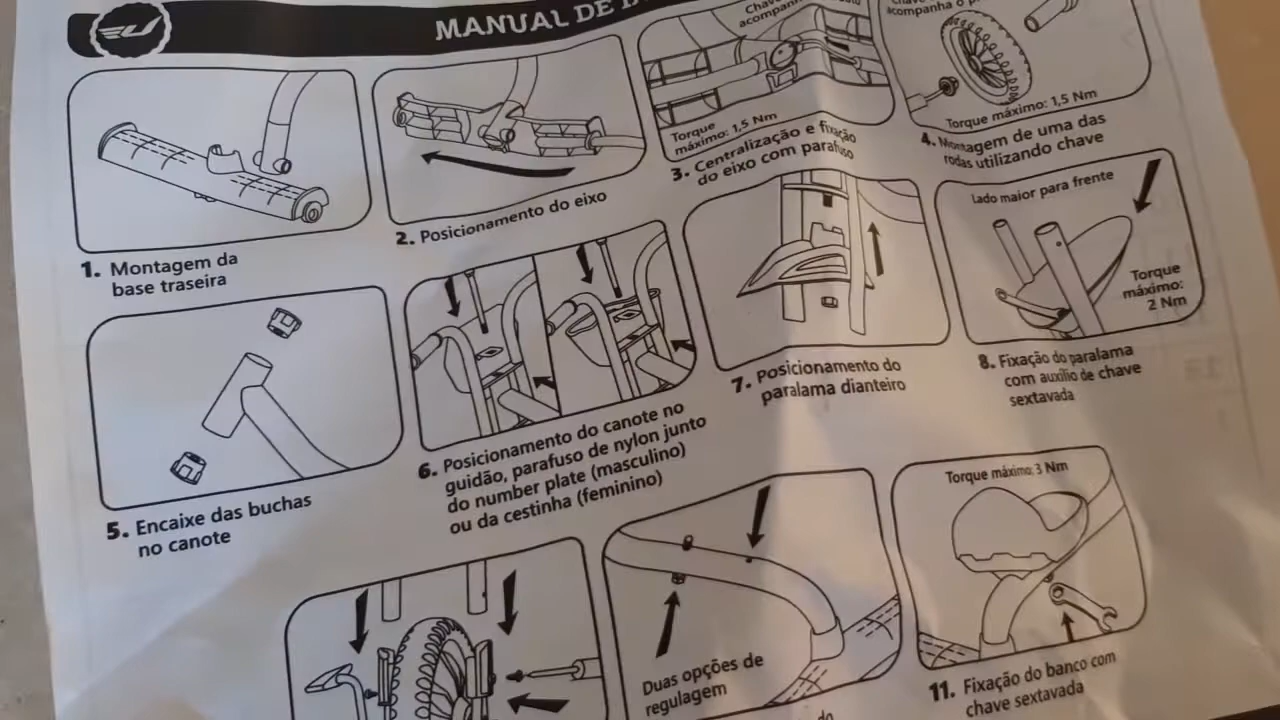 MANUAL DE
1. Montagem da
base traseira
2. Posicionamento do eixo
acompanha
Torque
máximo: 1,5 Nm
3. Centralização e fixação
do eixo com parafuso
acompanha o
Torque máximo: 1,5 Nm
4. Montagem de uma das
rodas utilizando chave
5. Encaixe das buchas
no canote
6. Posicionamento do canote no
guidão, parafuso de nylon junto
do number plate (masculino)
ou da cestinha (feminino)
7. Posicionamento do
paralama dianteiro
Lado maior para frente
Torque
máximo:
2 Nm
8. Fixação do paralama
com auxílio de chave
sextavada
Duas opções de
regulagem
do
Torque máximo: 3 Nm
11. Fixação do banco com
chave sextavada